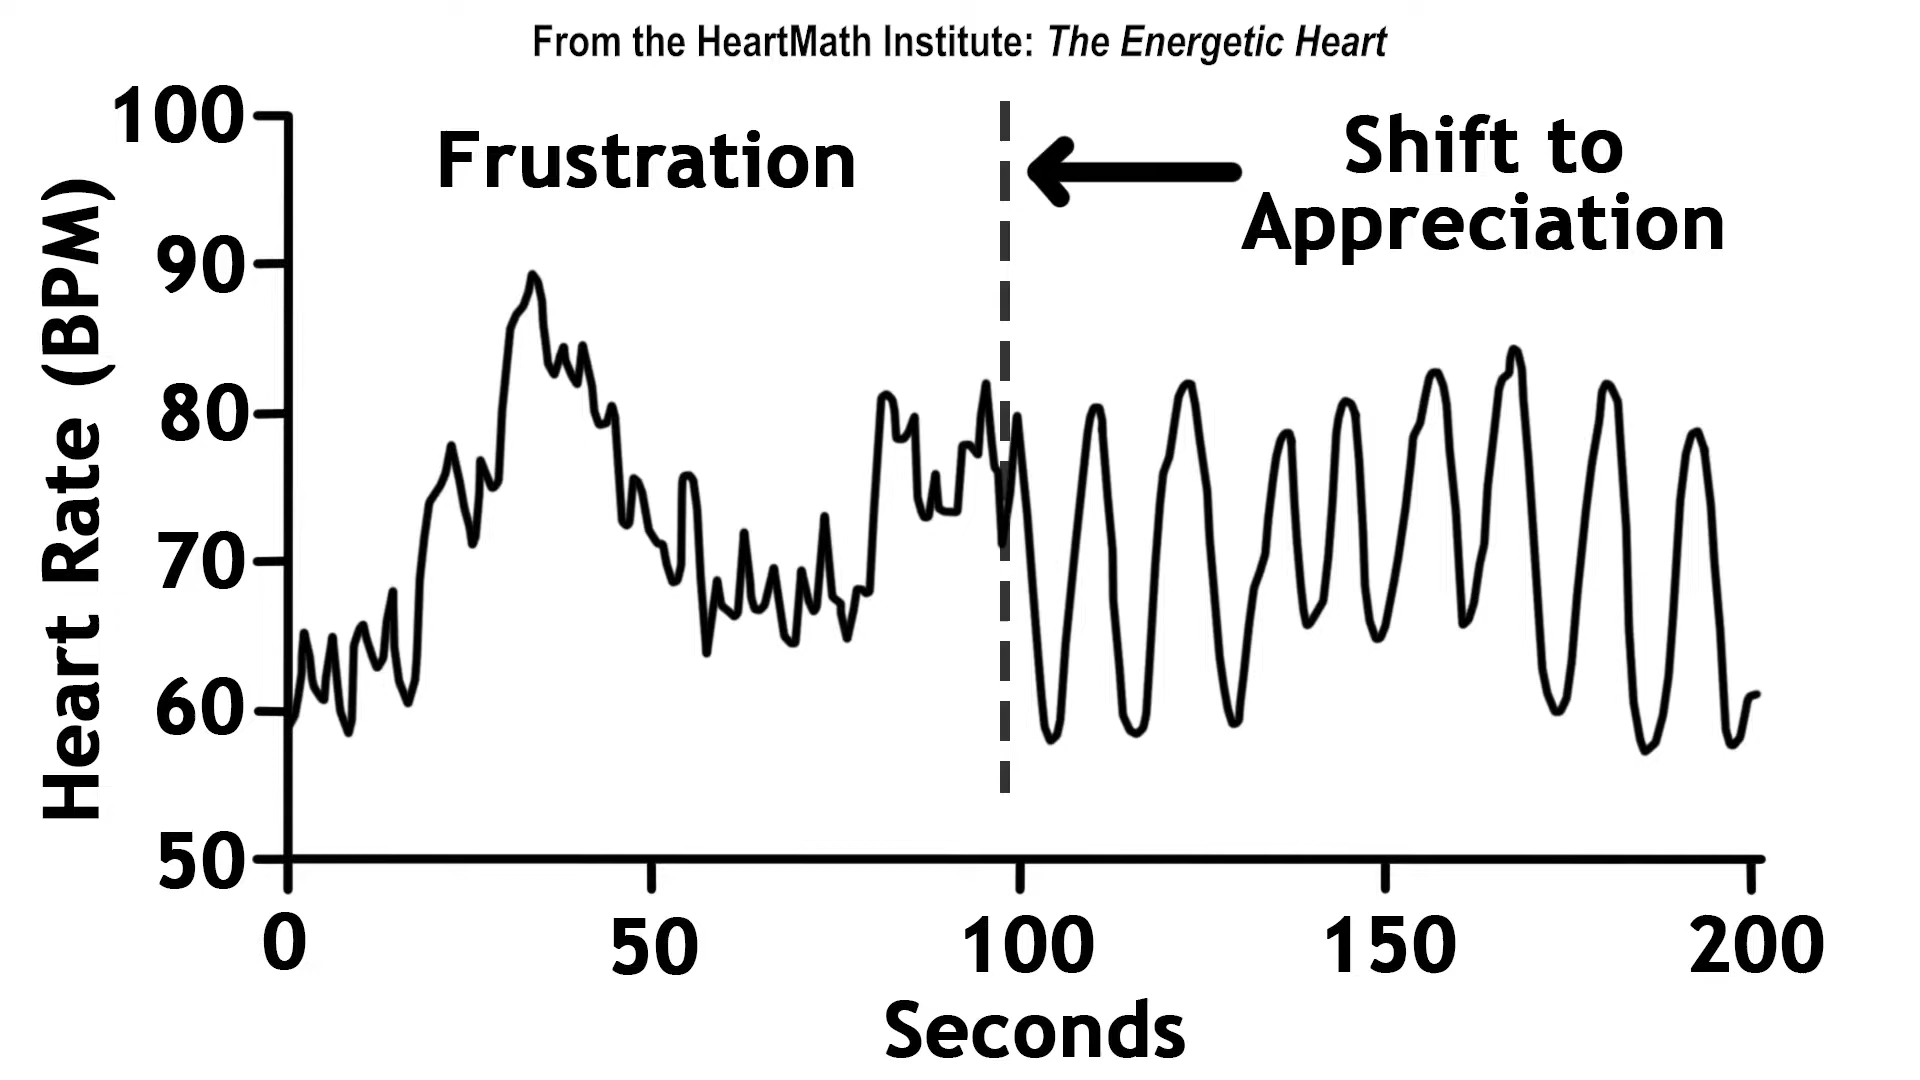 From the HeartMath Institute: The Energetic Heart
Frustration
Shift to
Appreciation
Heart Rate (BPM)
100
90
80
70
60
50
0 50 100 150 200
Seconds